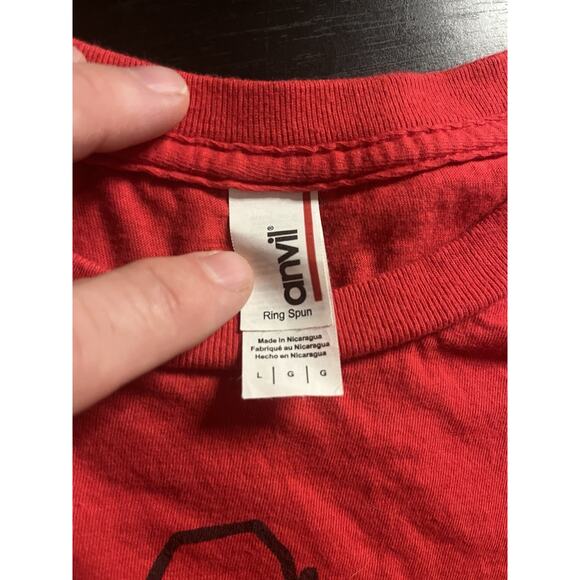 anvil®
Ring Spun
Made in Nicaragua
Fabriqué au Nicaragua
Hecho en Nicaragua
L | G | G